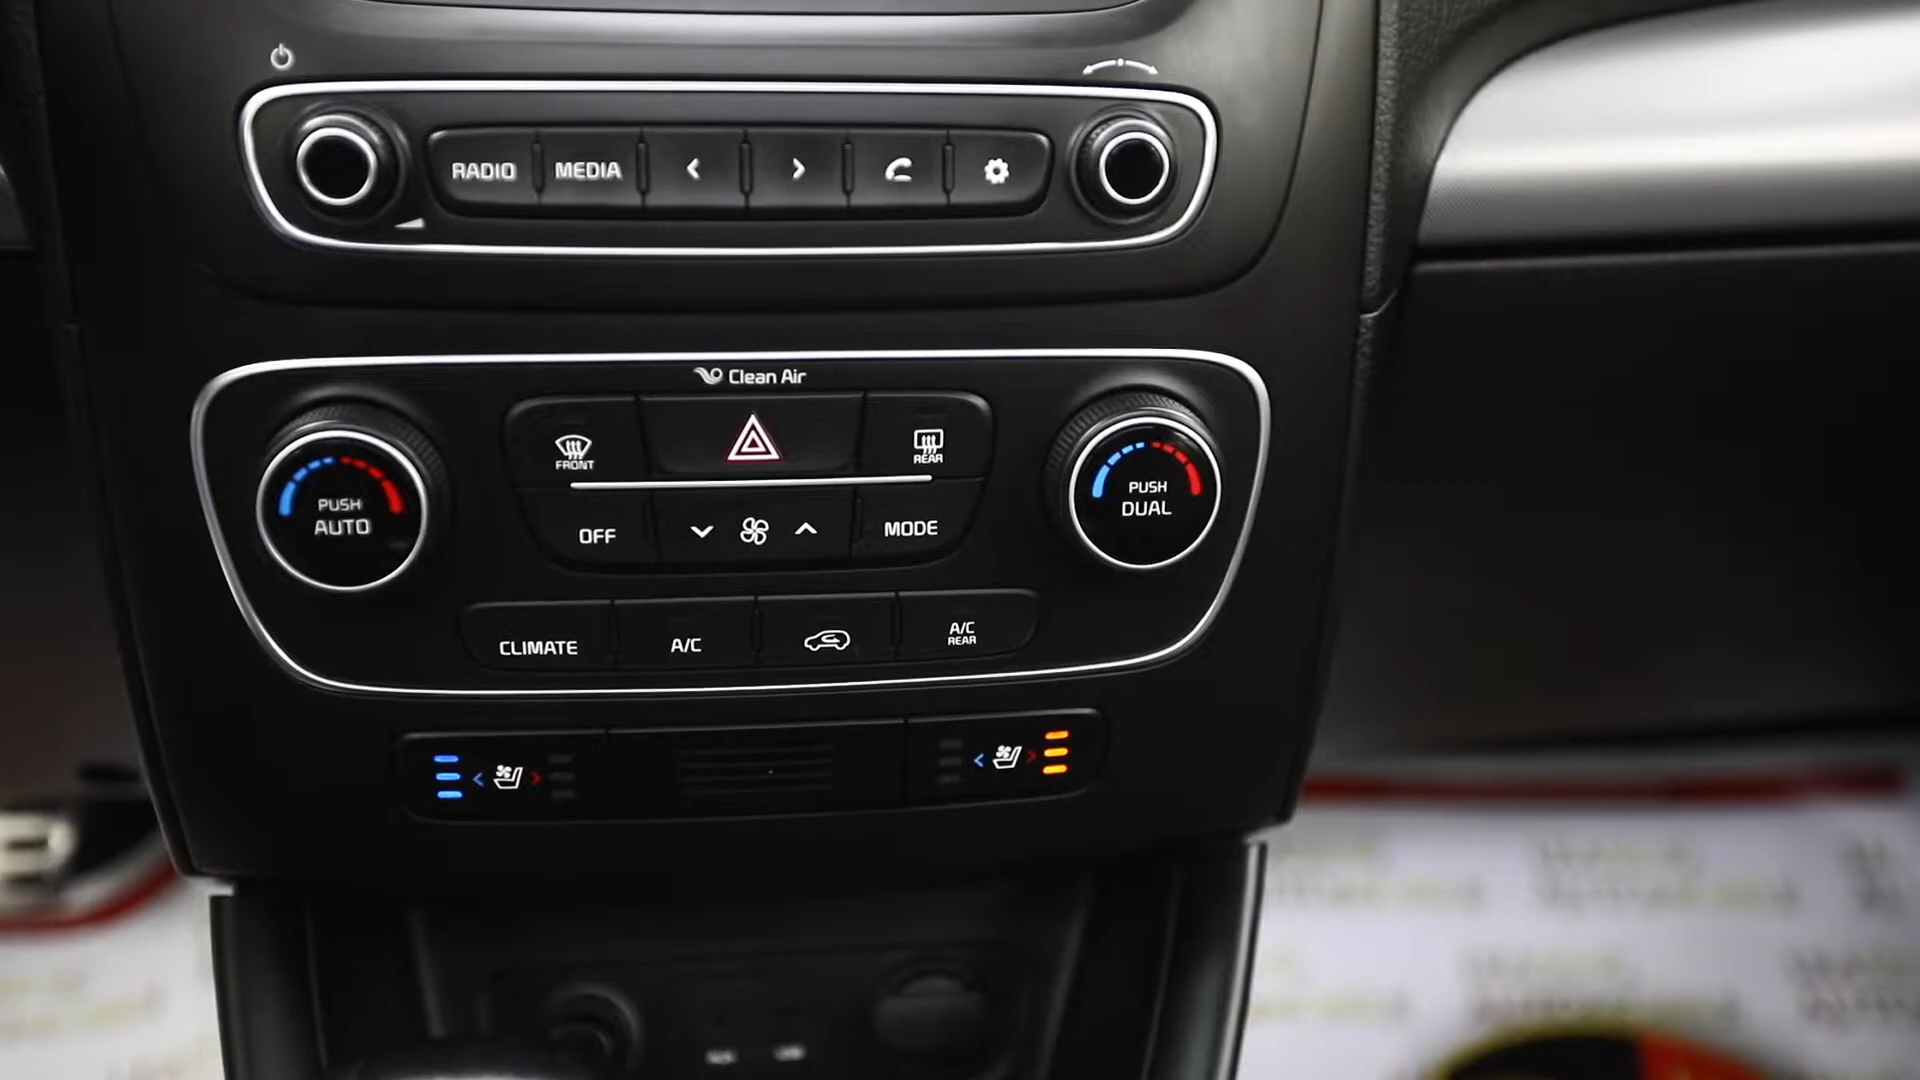 RADIO MEDIA
Clean Air
FRONT
REAR
PUSH
AUTO
PUSH
DUAL
OFF
MODE
CLIMATE
A/C
A/C
REAR